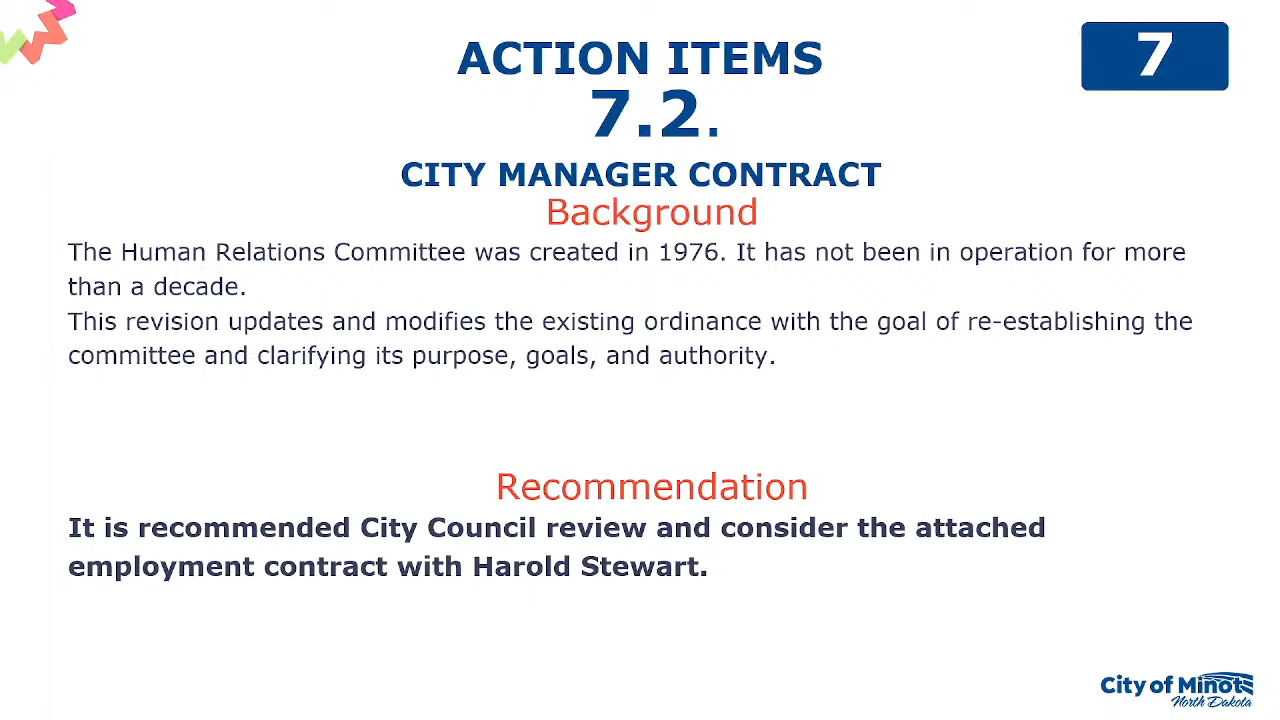 7
ACTION ITEMS
7.2.
CITY MANAGER CONTRACT
Background
The Human Relations Committee was created in 1976. It has not been in operation for more
than a decade.
This revision updates and modifies the existing ordinance with the goal of re-establishing the
committee and clarifying its purpose, goals, and authority.
Recommendation
It is recommended City Council review and consider the attached
employment contract with Harold Stewart.
City of Minot
North Dakota